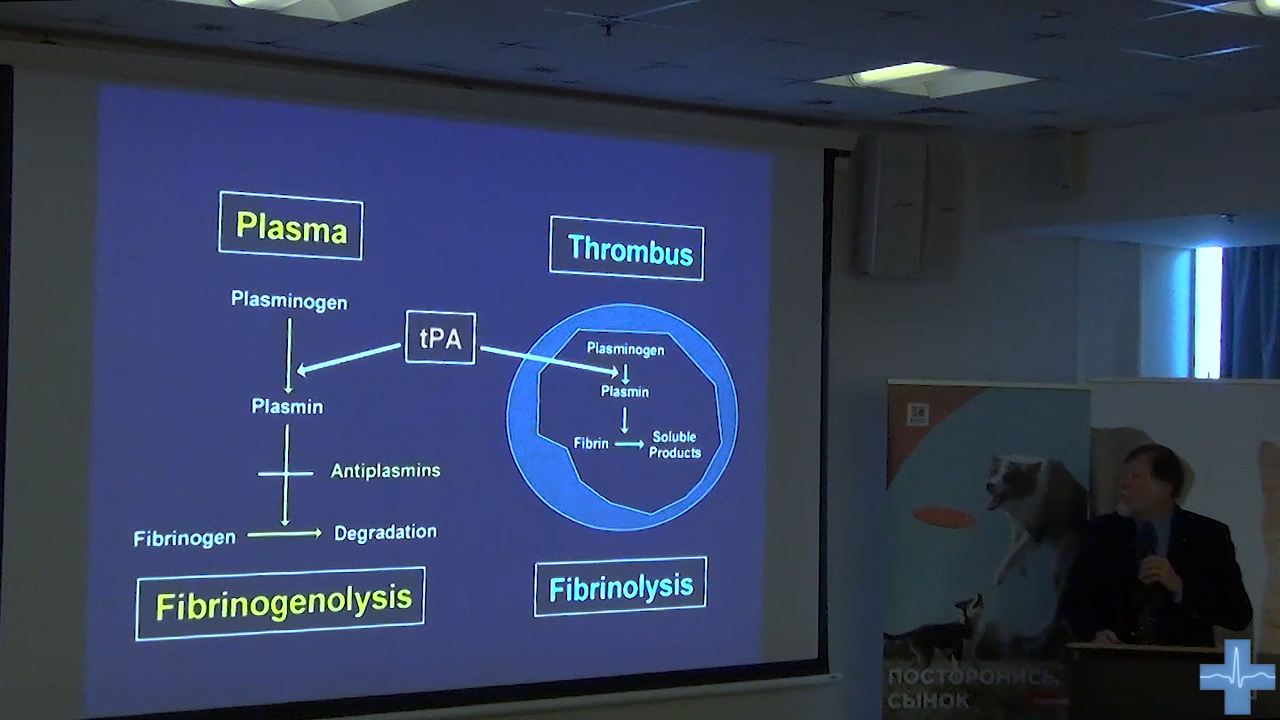 Plasma
Thrombus
Plasminogen
tPA
Plasminogen
Plasmin
Plasmin
Fibrin
Soluble
Products
Antiplasmins
Fibrinogen
Degradation
Fibrinogenolysis
Fibrinolysis
ПОСТОРОНИСЬ,
СЫНОК